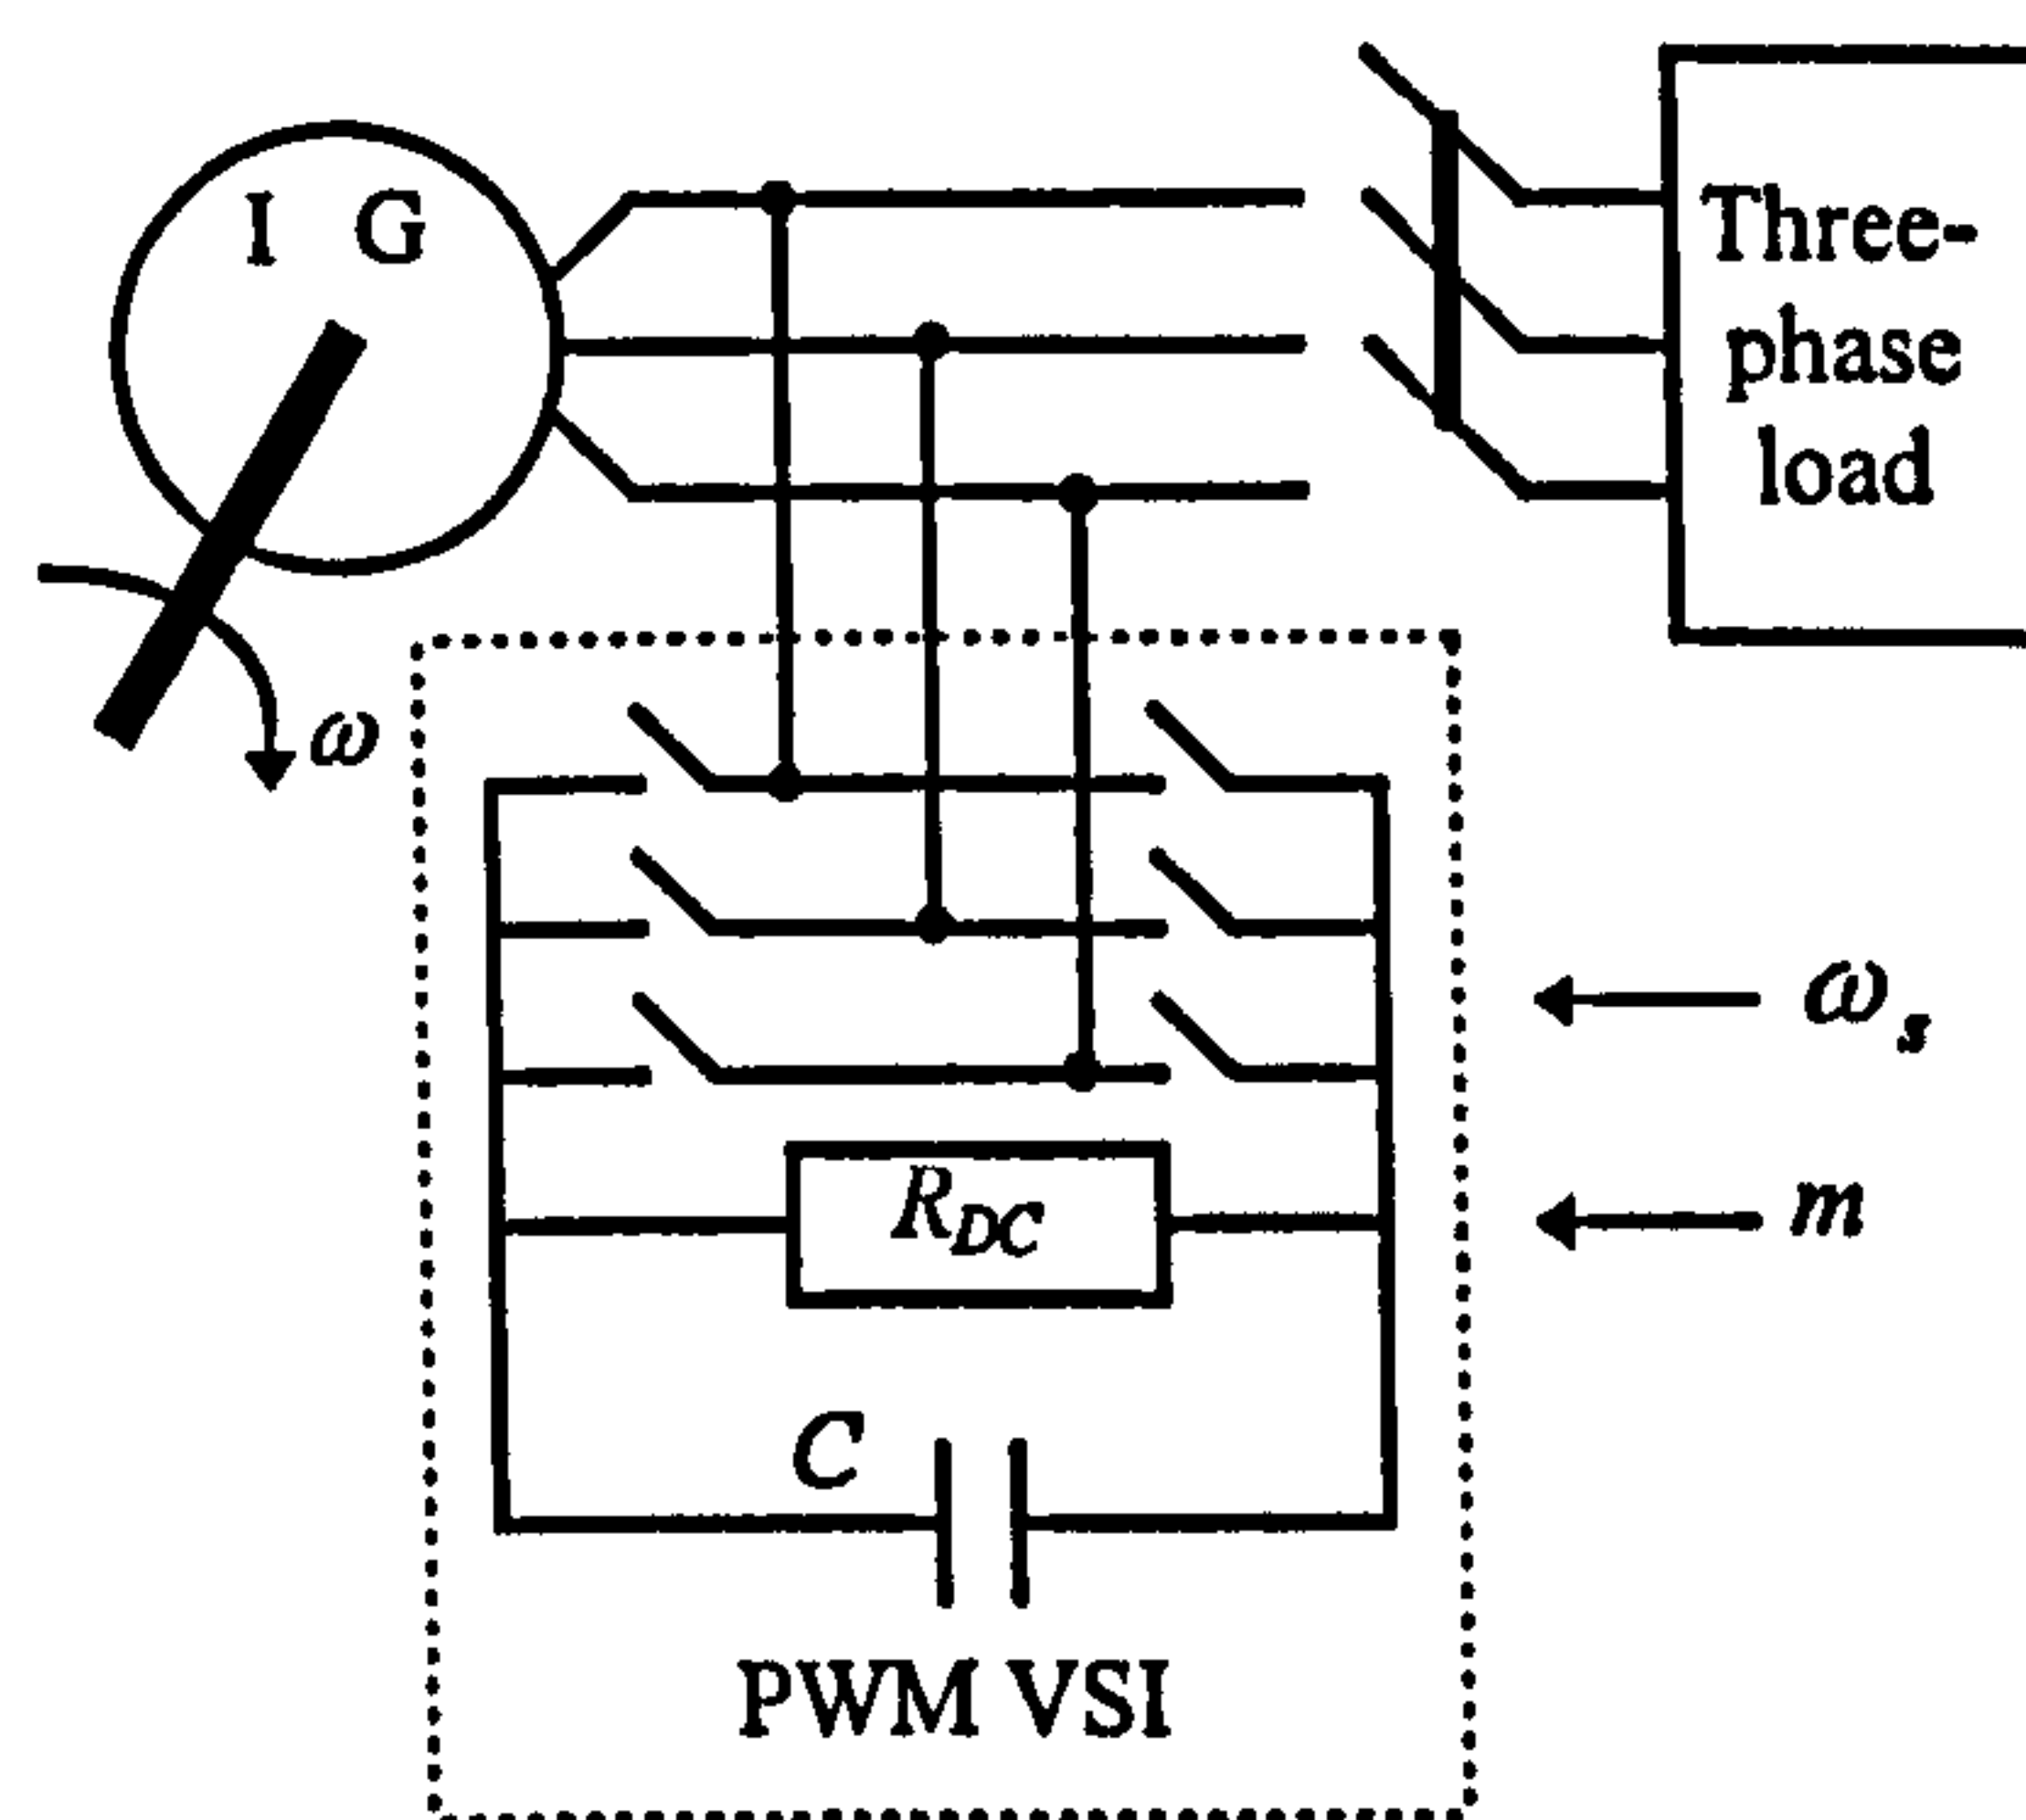 I G
Three-
phase
load
ω
ω_s
R_DC
m
C
PWM VSI